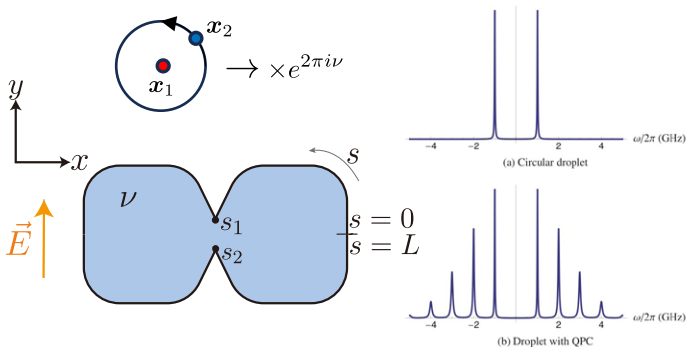 x₂
x₁
→ ×e^{2πiν}
y
x
s
ν
E⃗
s₁
s₂
s = 0
s = L
-4 -2 2 4 ω/2π (GHz)
(a) Circular droplet
-4 -2 2 4 ω/2π (GHz)
(b) Droplet with QPC